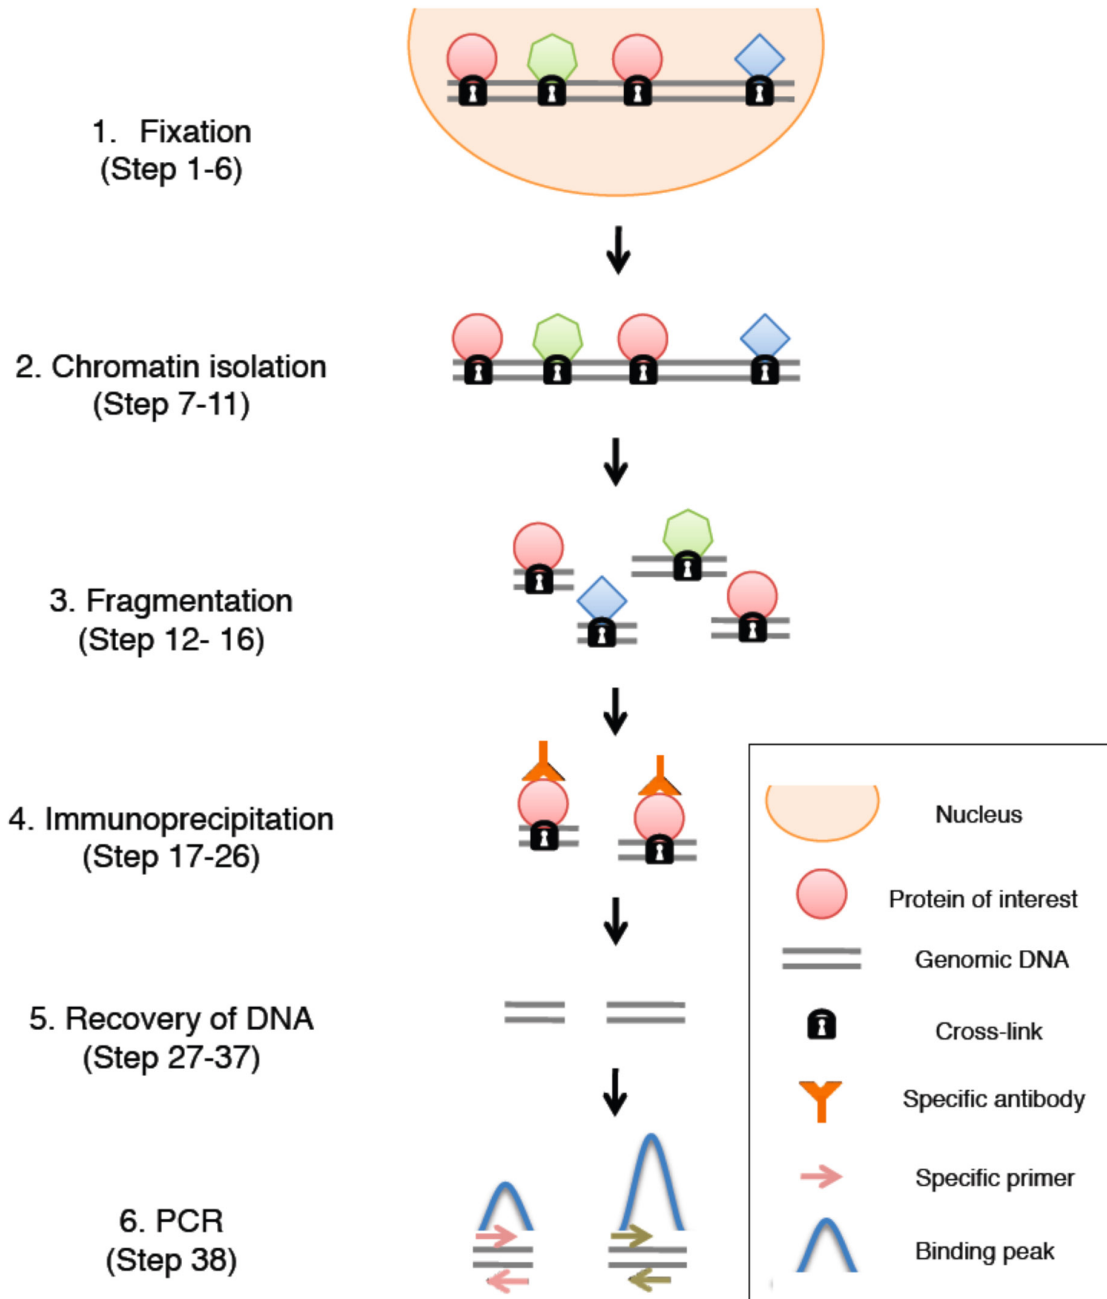 1. Fixation
(Step 1-6)
2. Chromatin isolation
(Step 7-11)
3. Fragmentation
(Step 12- 16)
4. Immunoprecipitation
(Step 17-26)
5. Recovery of DNA
(Step 27-37)
6. PCR
(Step 38)
Nucleus
Protein of interest
Genomic DNA
Cross-link
Specific antibody
Specific primer
Binding peak